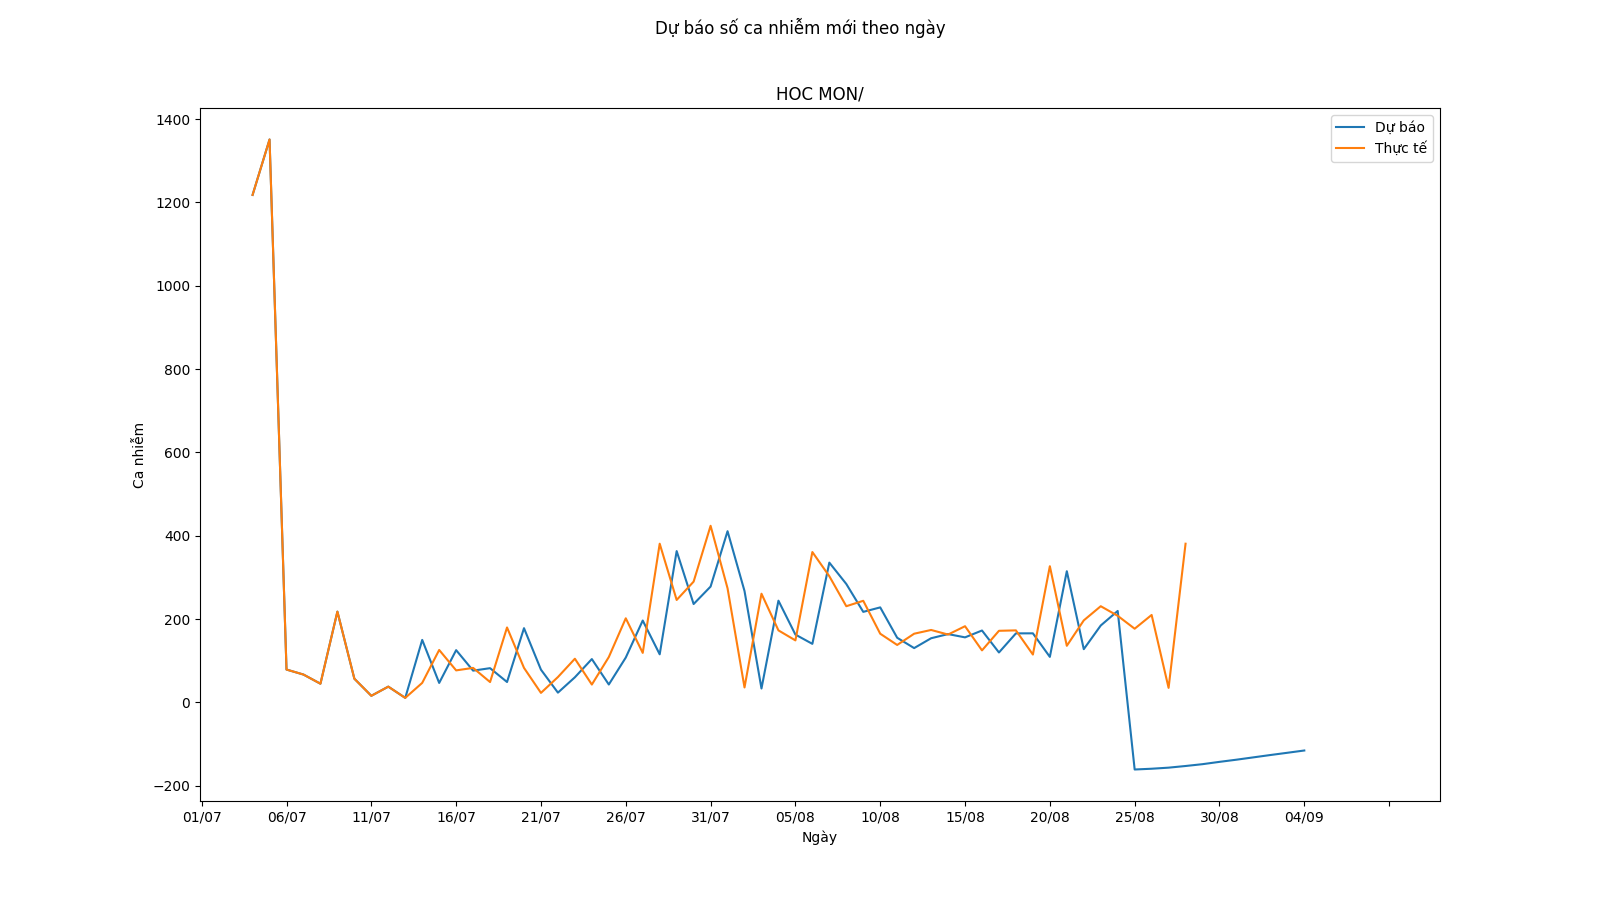 Dự báo số ca nhiễm mới theo ngày
HOC MON/
Dự báo
Thực tế
Ca nhiễm
1400
1200
1000
800
600
400
200
0
−200
01/07 06/07 11/07 16/07 21/07 26/07 31/07 05/08 10/08 15/08 20/08 25/08 30/08 04/09
Ngày